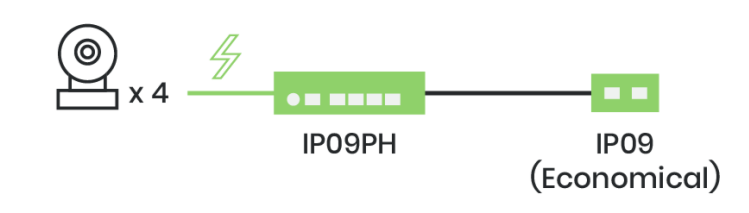 x 4
IP09PH
IP09
(Economical)